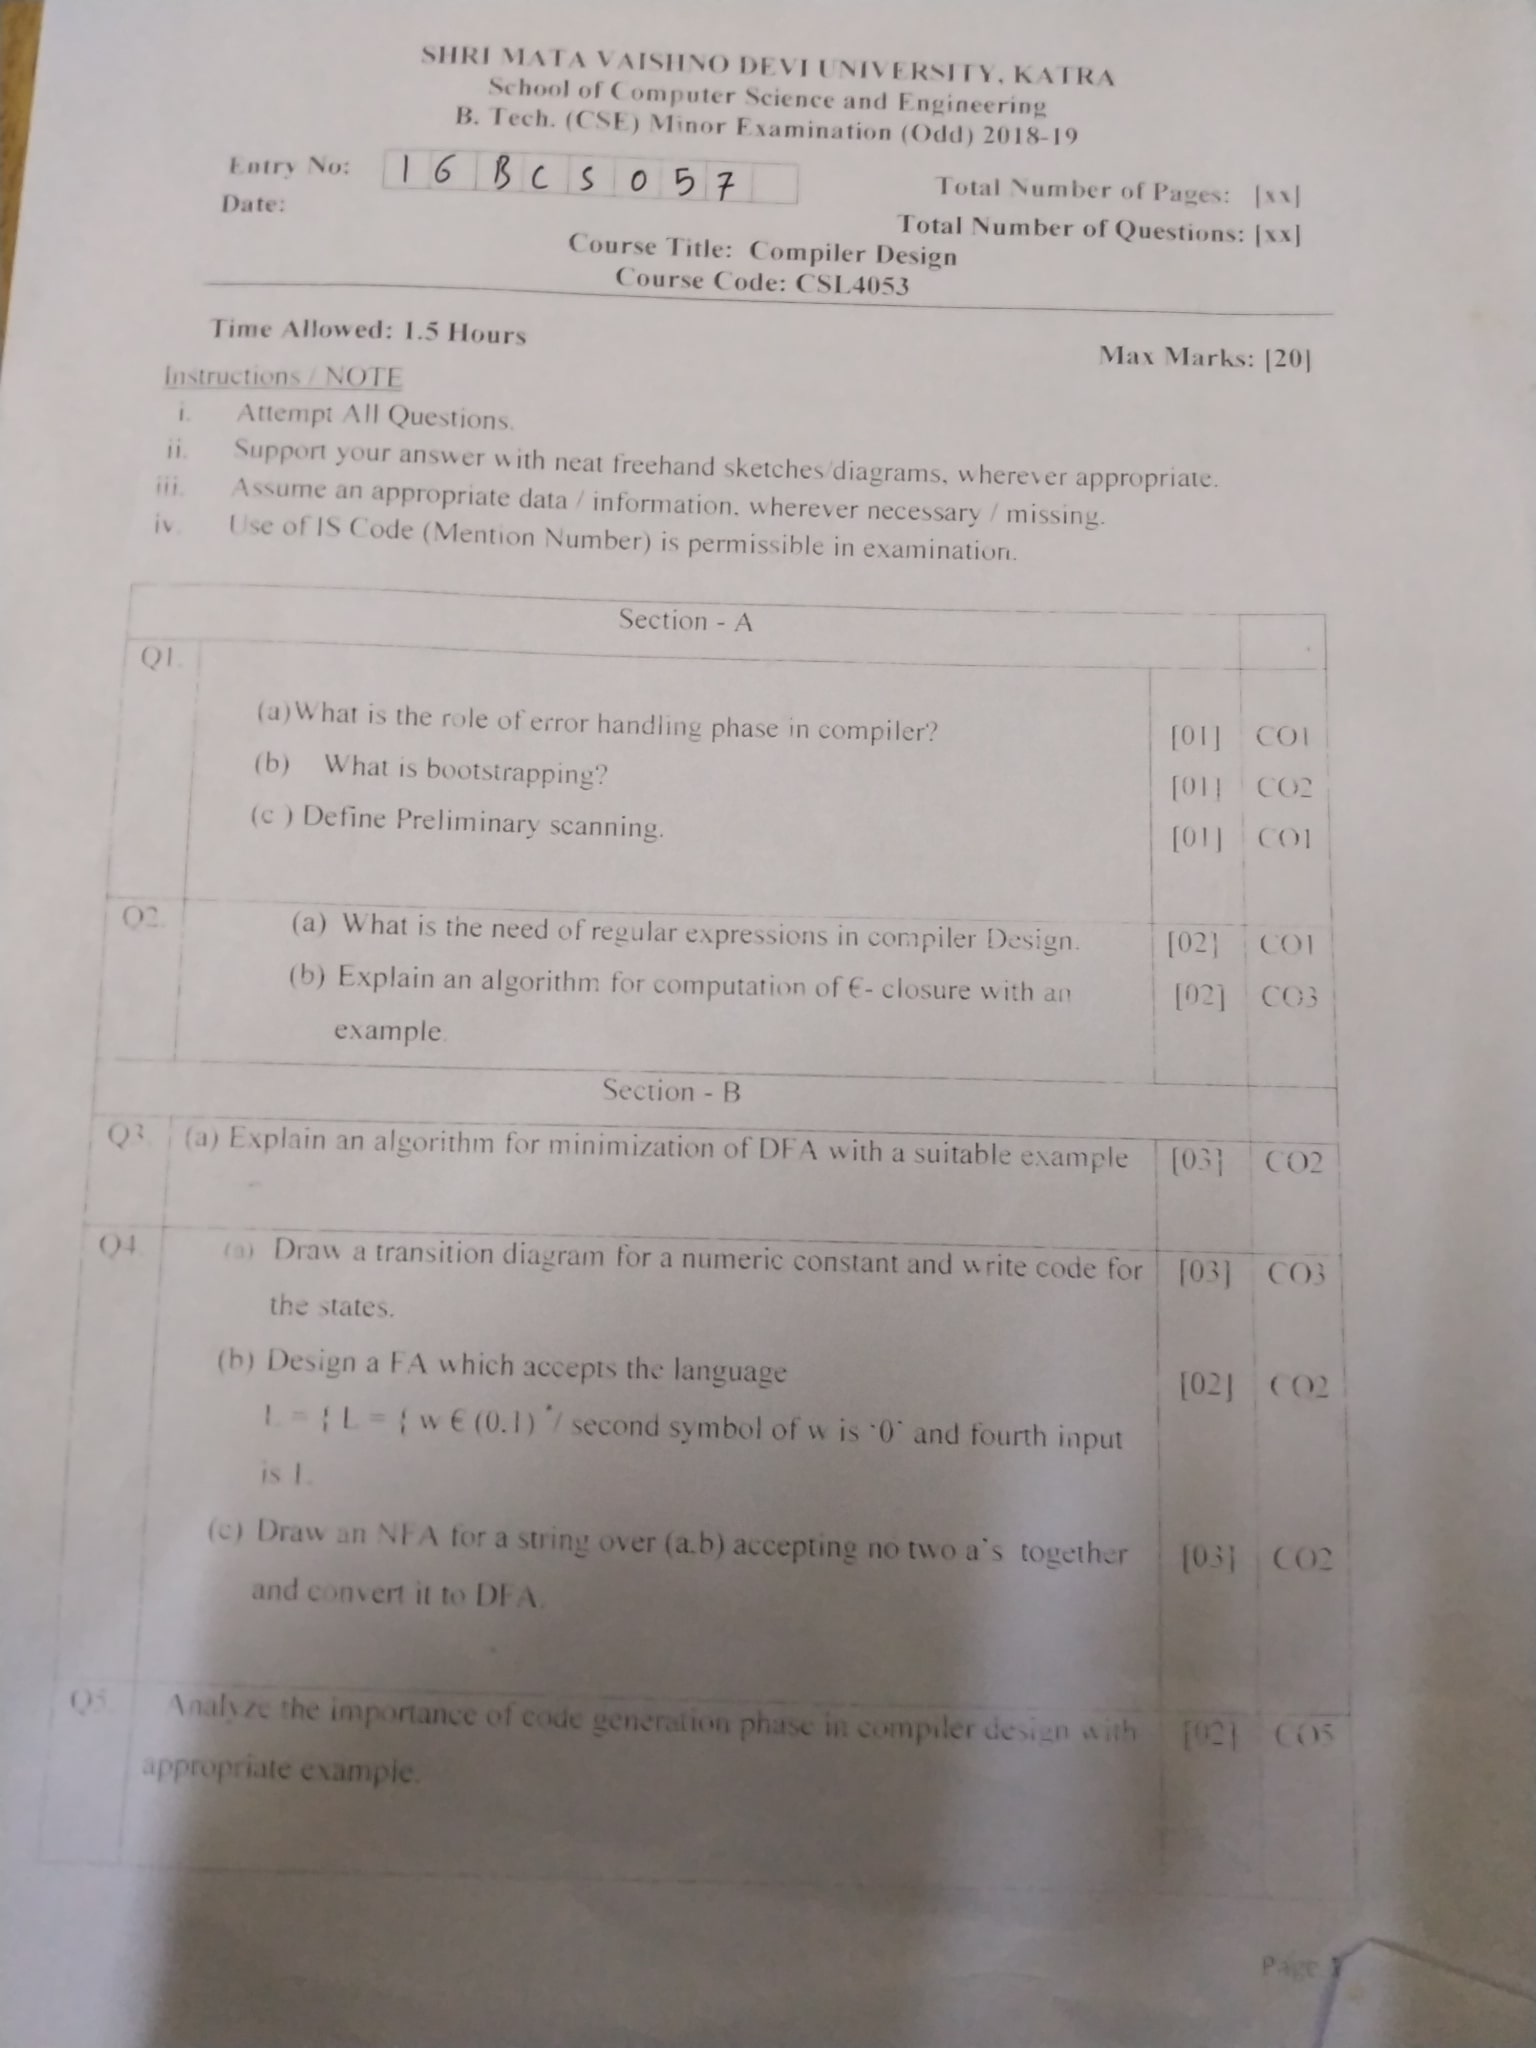 SHRI MATA VAISHNO DEVI UNIVERSITY, KATRA
School of Computer Science and Engineering
B. Tech. (CSE) Minor Examination (Odd) 2018-19
Entry No: 16BCS057
Total Number of Pages: [xx]
Date:
Total Number of Questions: [xx]
Course Title: Compiler Design
Course Code: CSL4053
Time Allowed: 1.5 Hours
Max Marks: [20]
Instructions / NOTE
i. Attempt All Questions.
ii. Support your answer with neat freehand sketches/diagrams, wherever appropriate.
iii. Assume an appropriate data / information, wherever necessary / missing.
iv. Use of IS Code (Mention Number) is permissible in examination.
Section - A
Q1.
(a) What is the role of error handling phase in compiler? [01] CO1
(b) What is bootstrapping? [01] CO2
(c ) Define Preliminary scanning. [01] CO1
Q2. (a) What is the need of regular expressions in compiler Design. [02] CO1
(b) Explain an algorithm for computation of €- closure with an [02] CO3
example.
Section - B
Q3. (a) Explain an algorithm for minimization of DFA with a suitable example [03] CO2
Q4. (a) Draw a transition diagram for a numeric constant and write code for [03] CO3
the states.
(b) Design a FA which accepts the language [02] CO2
L = { L = { w € (0,1) * / second symbol of w is '0' and fourth input
is 1.
(c) Draw an NFA for a string over (a,b) accepting no two a's together [03] CO2
and convert it to DFA.
Q5. Analyze the importance of code generation phase in compiler design with [02] CO5
appropriate example.
Page 1